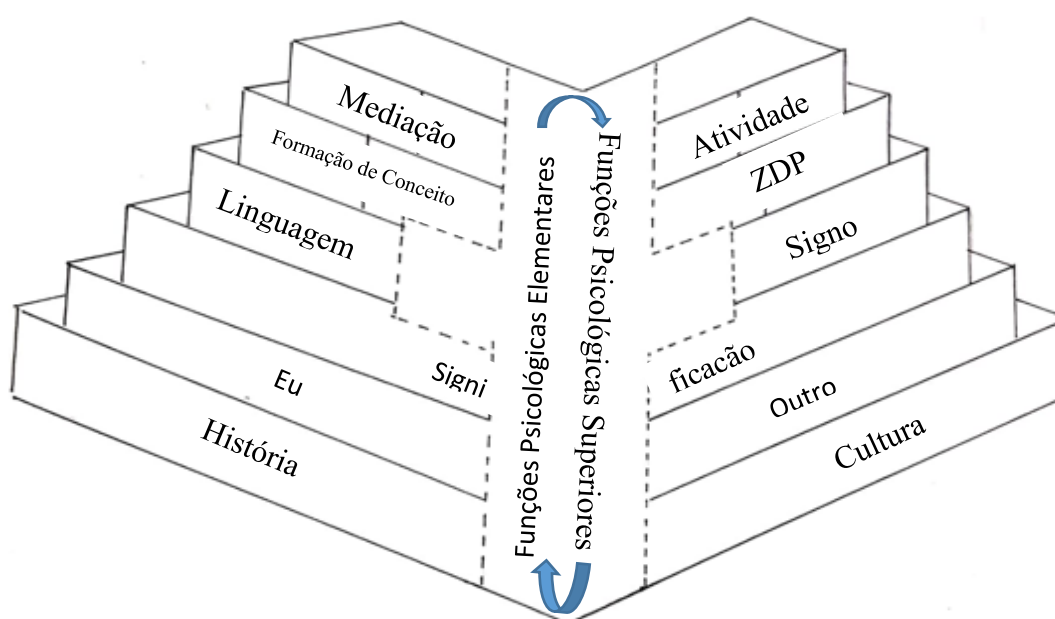 Mediação
Formação de Conceito
Linguagem
Signi
Eu
História
Funções Psicológicas Elementares
Funções Psicológicas Superiores
Atividade
ZDP
Signo
ficação
Outro
Cultura